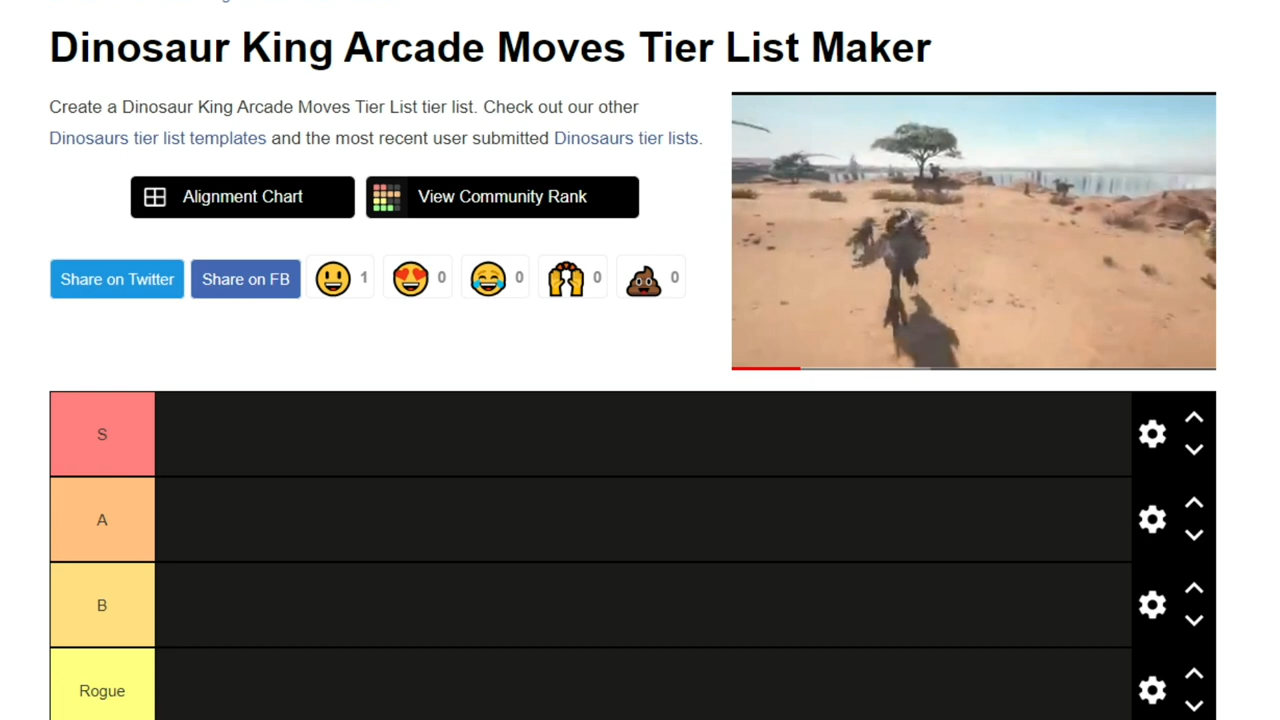 Dinosaur King Arcade Moves Tier List Maker
Create a Dinosaur King Arcade Moves Tier List tier list. Check out our other
Dinosaurs tier list templates and the most recent user submitted Dinosaurs tier lists.
Alignment Chart
View Community Rank
Share on Twitter
Share on FB
1
0
0
0
0
S
A
B
Rogue